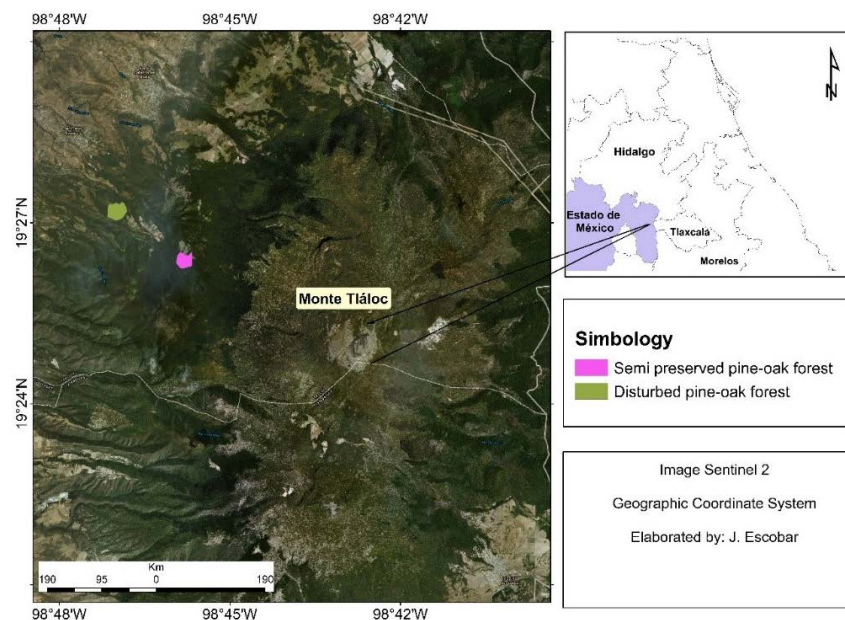 98°48'W
98°45'W
98°42'W
19°27'N
19°24'N
Monte Tláloc
Km
190 95 0 190
98°48'W
98°45'W
98°42'W
N
Hidalgo
Estado de
México
Tlaxcala
Morelos
Simbology
Semi preserved pine-oak forest
Disturbed pine-oak forest
Image Sentinel 2
Geographic Coordinate System
Elaborated by: J. Escobar